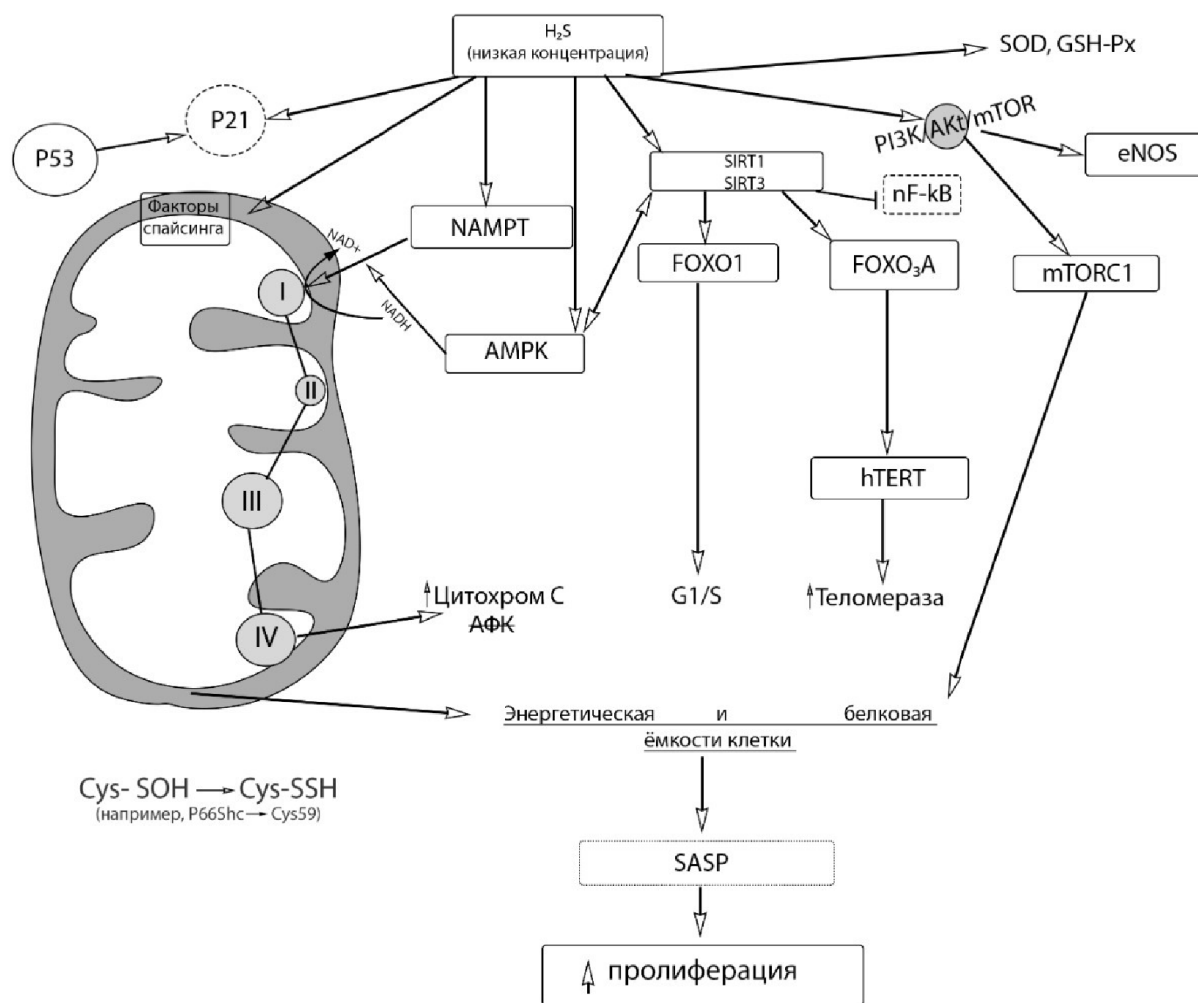 H₂S
(низкая концентрация)
SOD, GSH-Px
P21
P53
PI3K/AKt/mTOR
eNOS
SIRT1
SIRT3
nF-kB
Факторы
спайсинга
NAD+
NAMPT
FOXO1
FOXO₃A
mTORC1
I
NADH
AMPK
II
hTERT
III
Цитохром С
АФК
G1/S
Теломераза
IV
Энергетическая и белковая
ёмкости клетки
Cys- SOH → Cys-SSH
(например, P66Shc → Cys59)
SASP
пролиферация